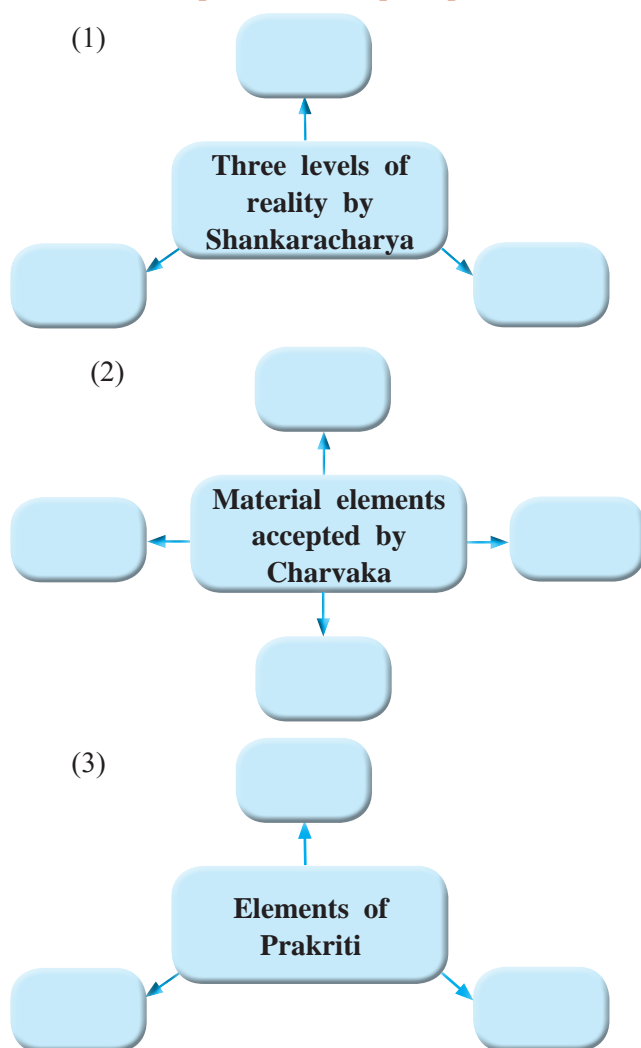 (1)
Three levels of
reality by
Shankaracharya
(2)
Material elements
accepted by
Charvaka
(3)
Elements of
Prakriti